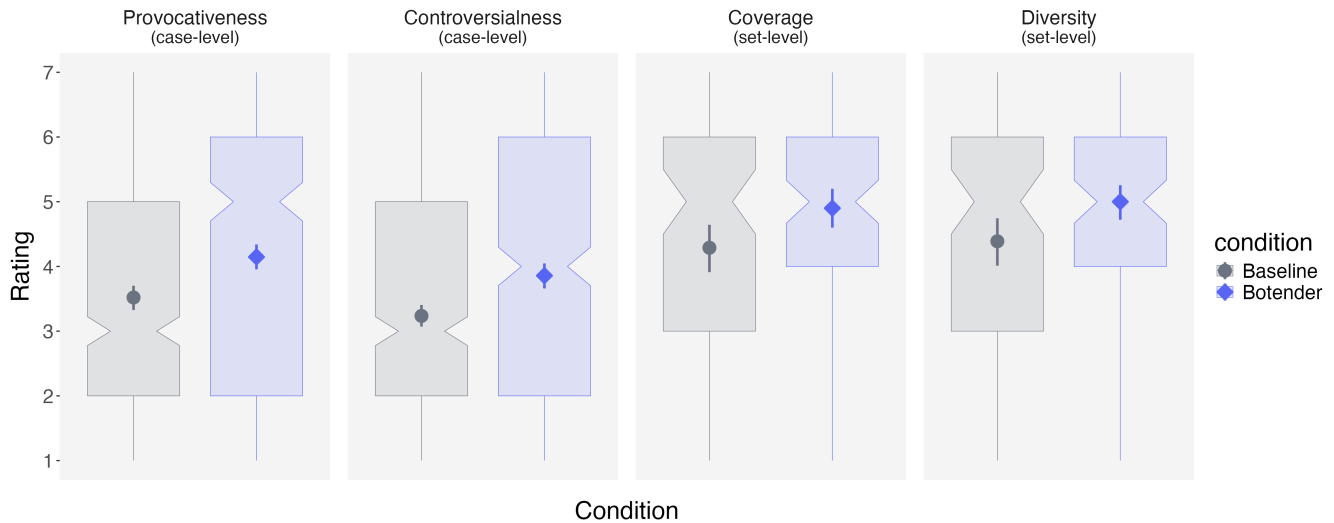 Provocativeness
(case-level)
Controversialness
(case-level)
Coverage
(set-level)
Diversity
(set-level)
Rating
7
6
5
4
3
2
1
Condition
condition
Baseline
Botender